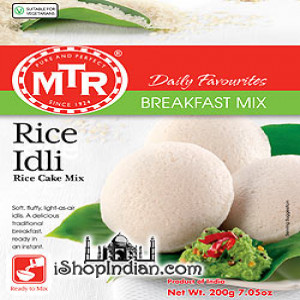 SUITABLE FOR
VEGETARIANS
PURE AND PERFECT
MTR
SINCE 1924
Daily Favourites
BREAKFAST MIX
Rice
Idli
Rice Cake Mix
Soft, fluffy, light-as-air
idlis. A delicious
traditional
breakfast,
ready in
an instant.
Serving Suggestion
Ready to Mix
iShopIndian.com
Product of India
Net Wt. 200g 7.05oz